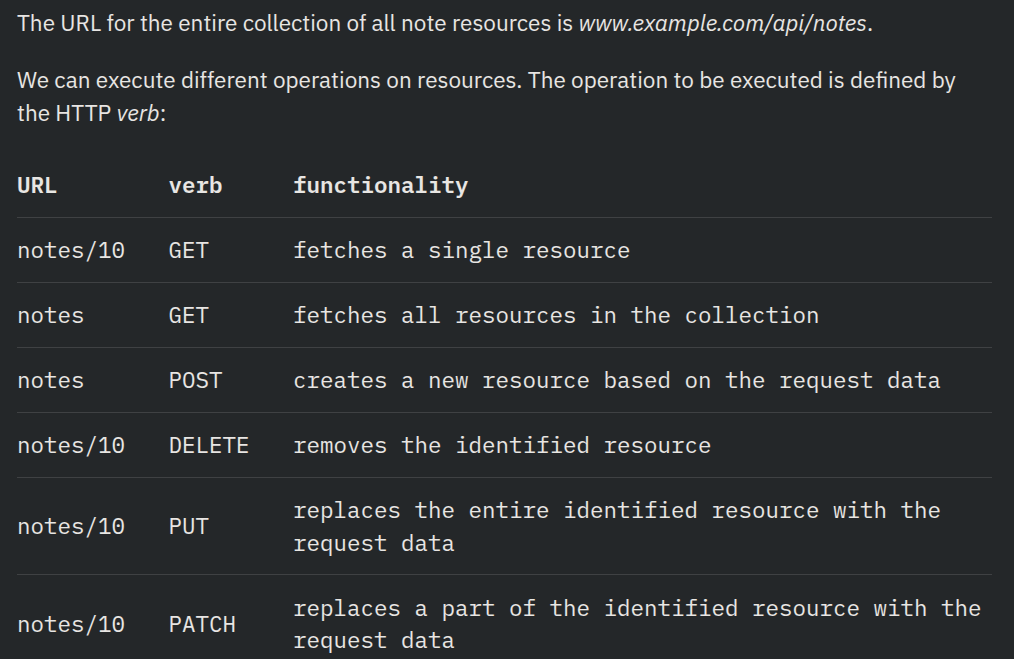 The URL for the entire collection of all note resources is www.example.com/api/notes.
We can execute different operations on resources. The operation to be executed is defined by
the HTTP verb:
URL verb functionality
notes/10 GET fetches a single resource
notes GET fetches all resources in the collection
notes POST creates a new resource based on the request data
notes/10 DELETE removes the identified resource
notes/10 PUT replaces the entire identified resource with the
request data
notes/10 PATCH replaces a part of the identified resource with the
request data